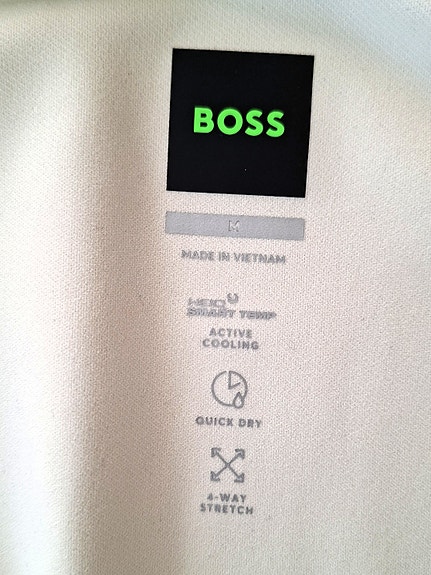 BOSS
M
MADE IN VIETNAM
HEIQ
SMART TEMP
ACTIVE
COOLING
QUICK DRY
4-WAY
STRETCH